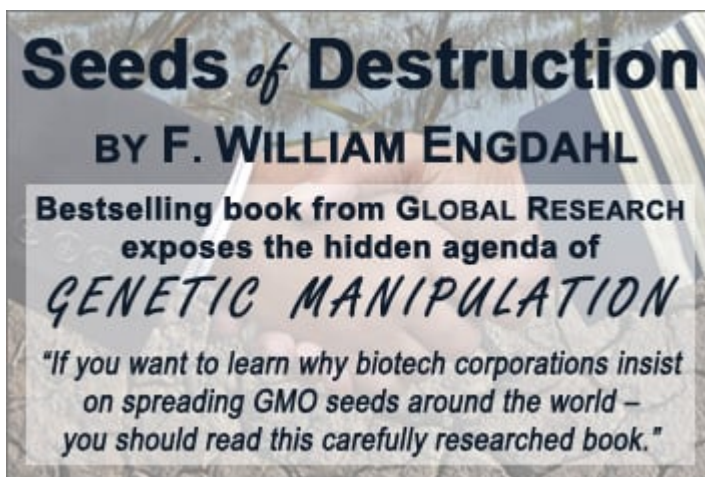 Seeds of Destruction
BY F. WILLIAM ENGDAHL
Bestselling book from GLOBAL RESEARCH
exposes the hidden agenda of
GENETIC MANIPULATION
“If you want to learn why biotech corporations insist
on spreading GMO seeds around the world –
you should read this carefully researched book.”